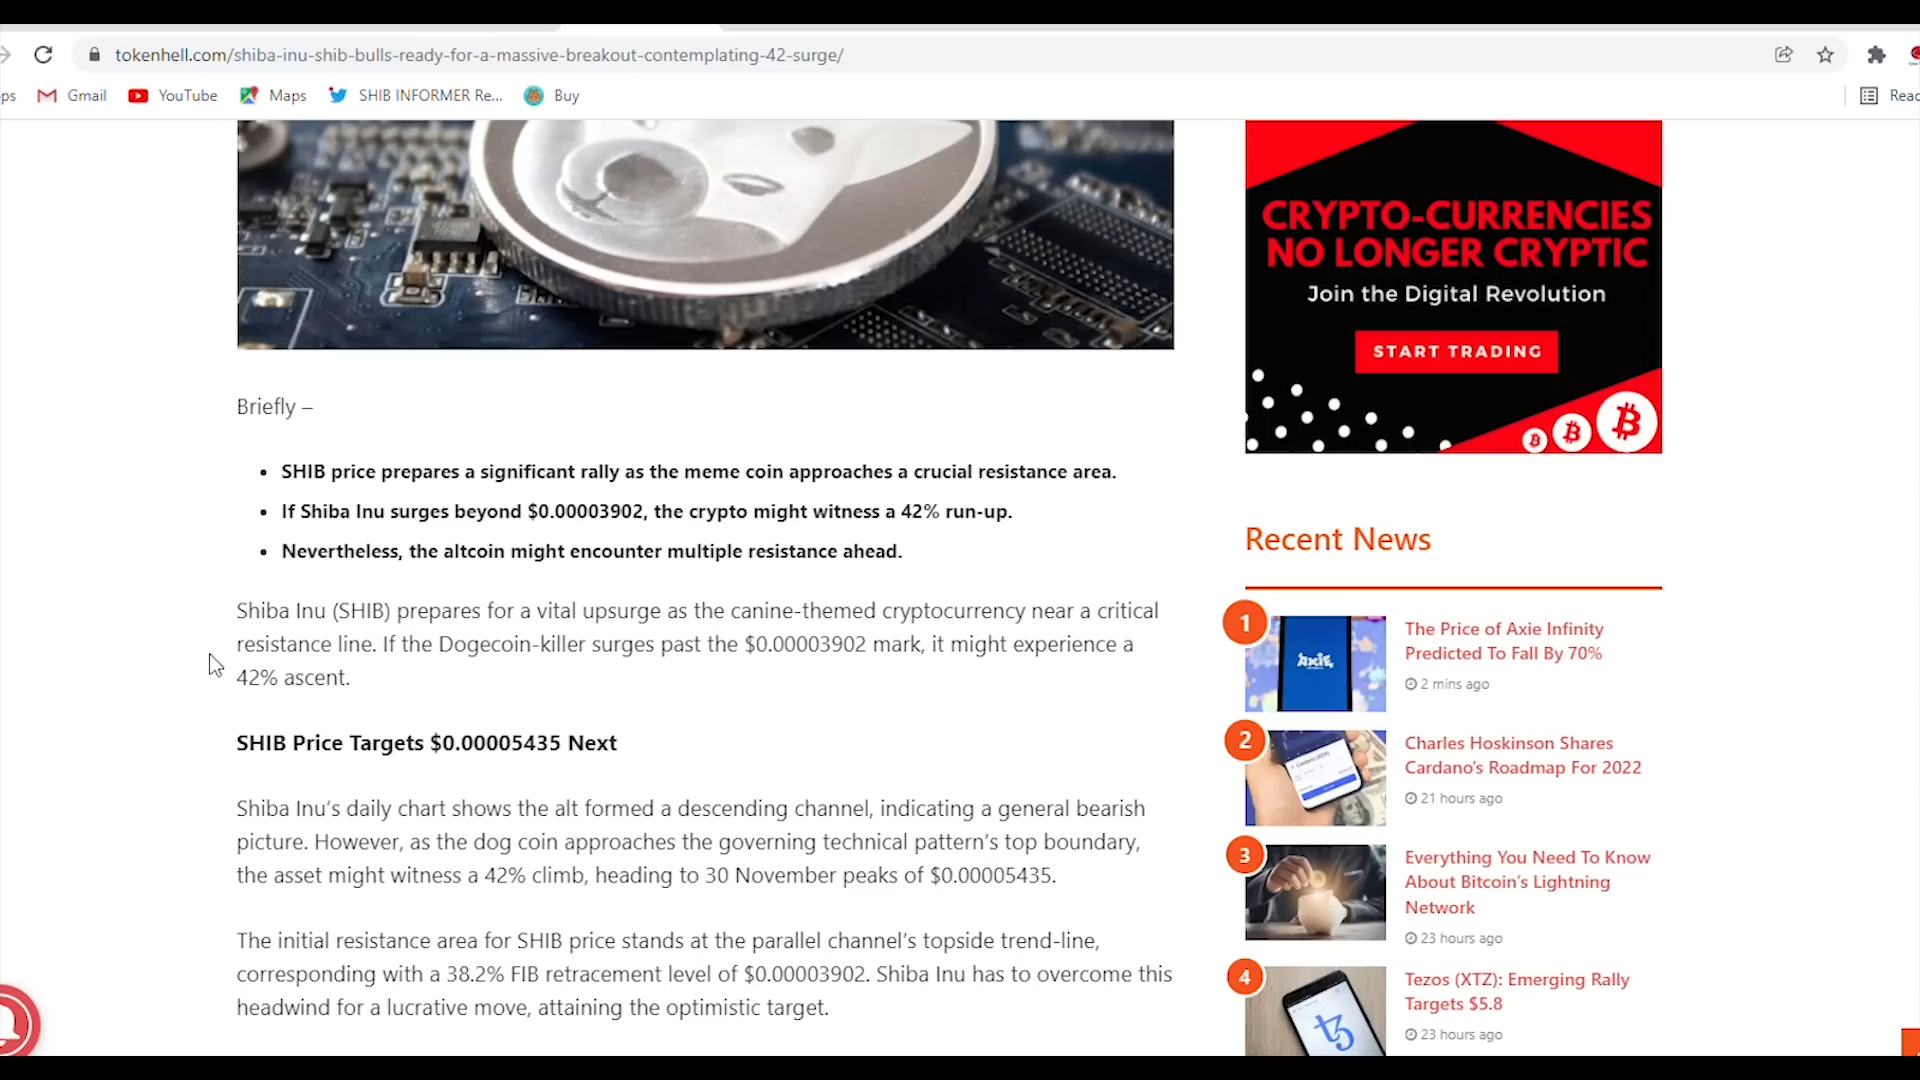 tokenhell.com/shiba-inu-shib-bulls-ready-for-a-massive-breakout-contemplating-42-surge/
ps Gmail YouTube Maps SHIB INFORMER Re... Buy Reac
CRYPTO-CURRENCIES
NO LONGER CRYPTIC
Join the Digital Revolution
START TRADING
Briefly –
• SHIB price prepares a significant rally as the meme coin approaches a crucial resistance area.
• If Shiba Inu surges beyond $0.00003902, the crypto might witness a 42% run-up.
• Nevertheless, the altcoin might encounter multiple resistance ahead.
Shiba Inu (SHIB) prepares for a vital upsurge as the canine-themed cryptocurrency near a critical
resistance line. If the Dogecoin-killer surges past the $0.00003902 mark, it might experience a
42% ascent.
SHIB Price Targets $0.00005435 Next
Shiba Inu’s daily chart shows the alt formed a descending channel, indicating a general bearish
picture. However, as the dog coin approaches the governing technical pattern’s top boundary,
the asset might witness a 42% climb, heading to 30 November peaks of $0.00005435.
The initial resistance area for SHIB price stands at the parallel channel’s topside trend-line,
corresponding with a 38.2% FIB retracement level of $0.00003902. Shiba Inu has to overcome this
headwind for a lucrative move, attaining the optimistic target.
Recent News
1
AXIE
The Price of Axie Infinity
Predicted To Fall By 70%
2 mins ago
2
Charles Hoskinson Shares
Cardano’s Roadmap For 2022
21 hours ago
3
Everything You Need To Know
About Bitcoin’s Lightning
Network
23 hours ago
4
Tezos (XTZ): Emerging Rally
Targets $5.8
23 hours ago